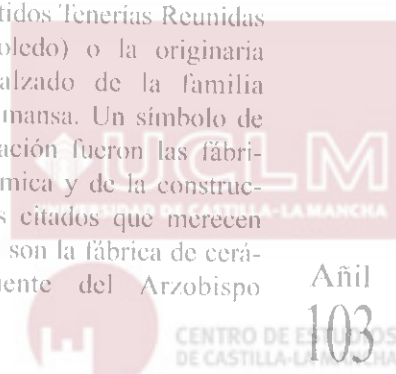 tidos Tenerías Reunidas
oledo) o la originaria
alzado de la familia
mansa. Un símbolo de
ación fueron las fábri-
mica y de la construc-
s citados que merecen
son la fábrica de cerá-
uente del Arzobispo
UCLM
UNIVERSIDAD DE CASTILLA-LA MANCHA
Añil
103
CENTRO DE ESTUDIOS
DE CASTILLA-LA MANCHA